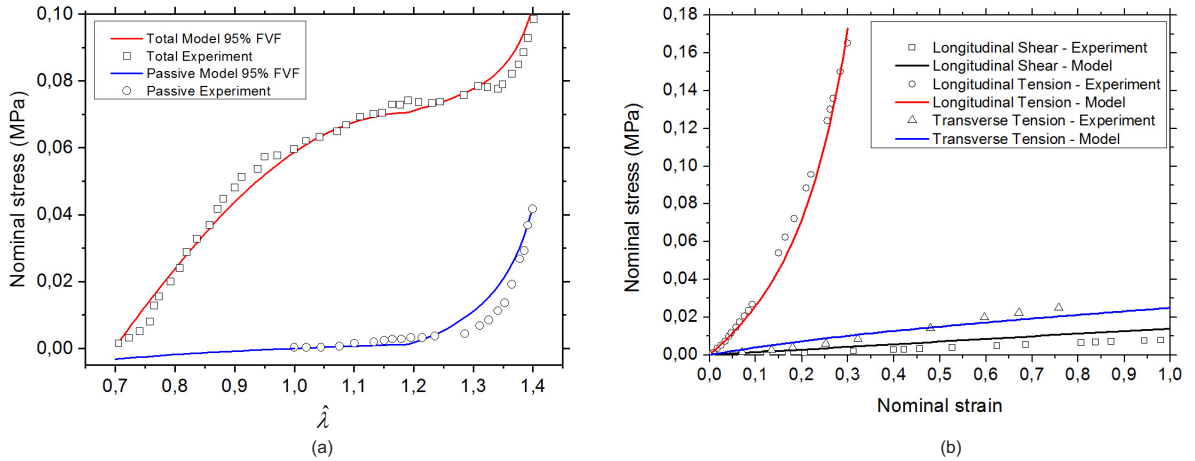 Total Model 95% FVF
Total Experiment
Passive Model 95% FVF
Passive Experiment
Nominal stress (MPa)
0,10
0,08
0,06
0,04
0,02
0,00
0,7
0,8
0,9
1,0
1,1
1,2
1,3
1,4
λ̂
(a)
Longitudinal Shear - Experiment
Longitudinal Shear - Model
Longitudinal Tension - Experiment
Longitudinal Tension - Model
Transverse Tension - Experiment
Transverse Tension - Model
Nominal stress (MPa)
0,18
0,16
0,14
0,12
0,10
0,08
0,06
0,04
0,02
0,00
0,0
0,1
0,2
0,3
0,4
0,5
0,6
0,7
0,8
0,9
1,0
Nominal strain
(b)